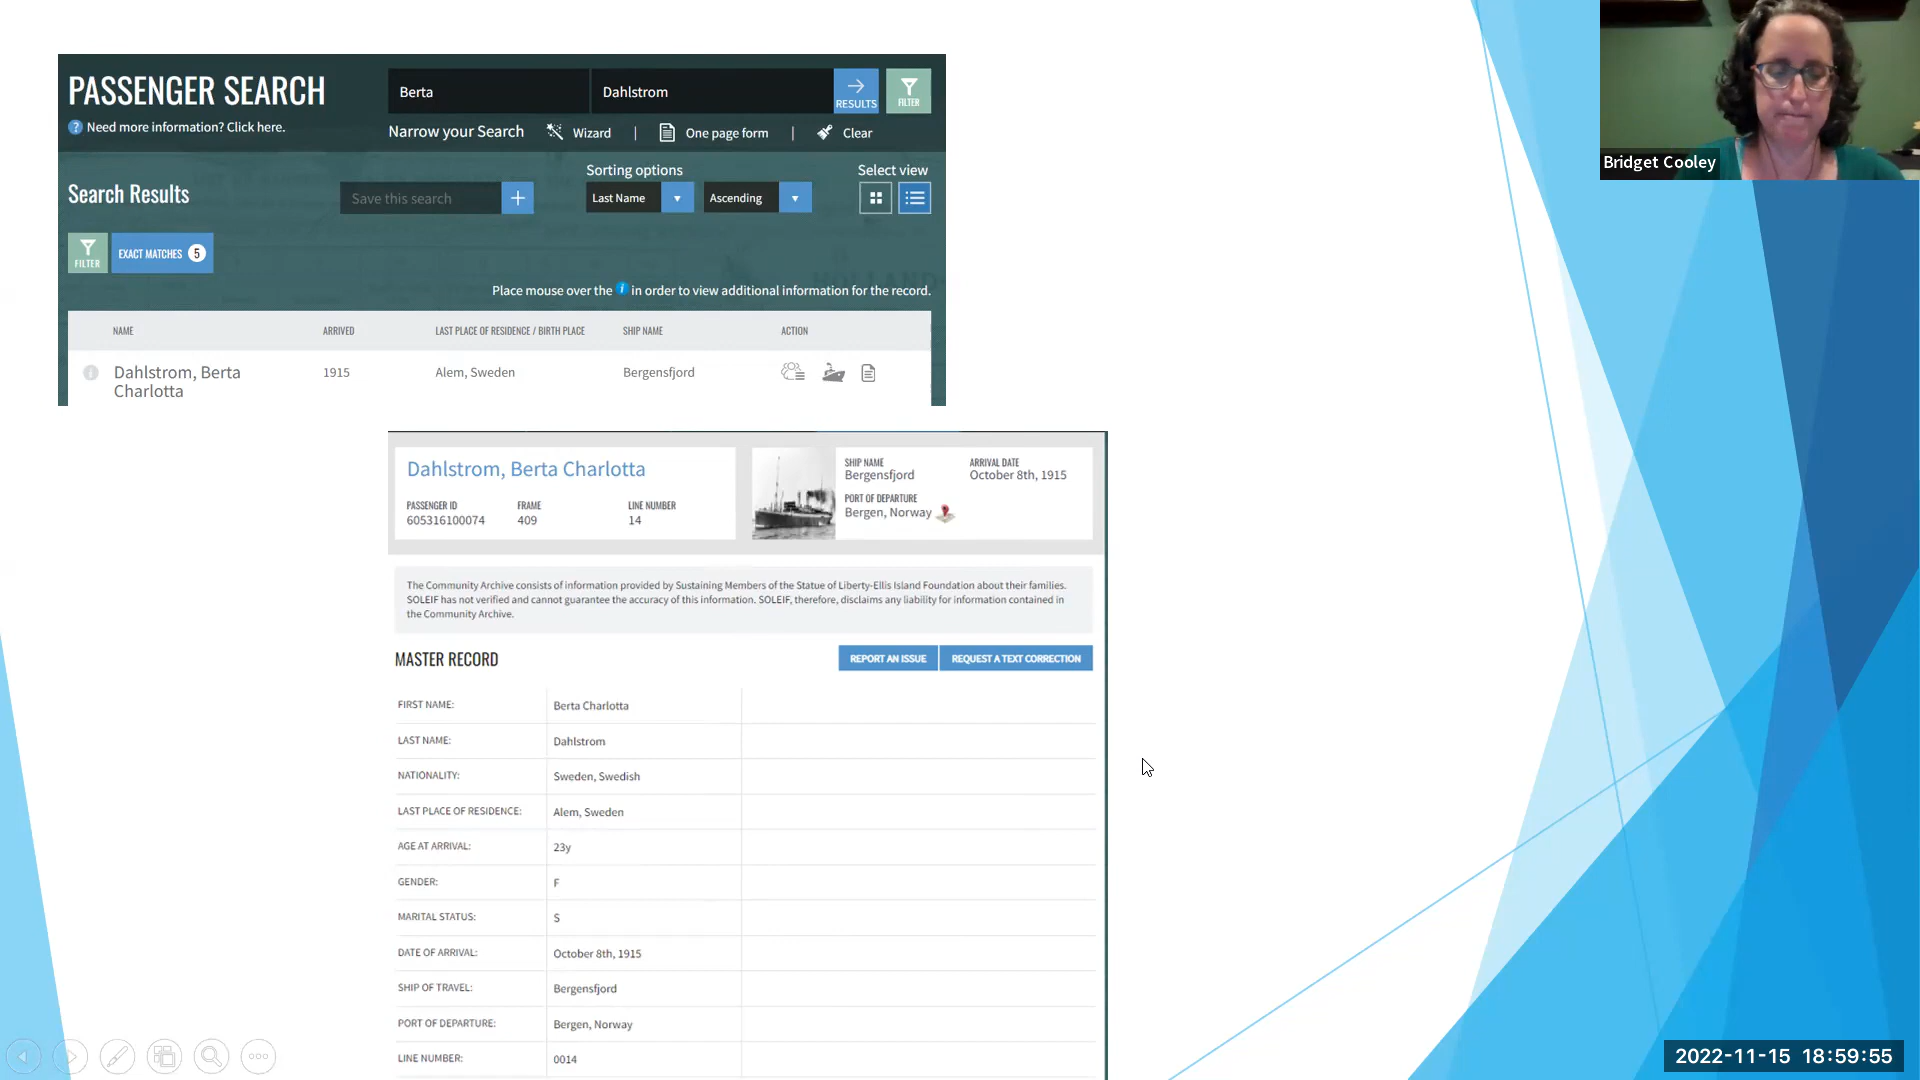 PASSENGER SEARCH
Need more information? Click here.
Berta
Dahlstrom
RESULTS
FILTER
Narrow your Search
Wizard
|
One page form
|
Clear
Search Results
Save this search
+
Sorting options
Last Name
Ascending
Select view
FILTER
EXACT MATCHES 5
Place mouse over the i in order to view additional information for the record.
NAME ARRIVED LAST PLACE OF RESIDENCE / BIRTH PLACE SHIP NAME ACTION
Dahlstrom, Berta 1915 Alem, Sweden Bergensfjord
Charlotta
Dahlstrom, Berta Charlotta
PASSENGER ID FRAME LINE NUMBER
605316100074 409 14
SHIP NAME ARRIVAL DATE
Bergensfjord October 8th, 1915
PORT OF DEPARTURE
Bergen, Norway
The Community Archive consists of information provided by Sustaining Members of the Statue of Liberty-Ellis Island Foundation about their families.
SOLEIF has not verified and cannot guarantee the accuracy of this information. SOLEIF, therefore, disclaims any liability for information contained in
the Community Archive.
MASTER RECORD
REPORT AN ISSUE
REQUEST A TEXT CORRECTION
FIRST NAME: Berta Charlotta
LAST NAME: Dahlstrom
NATIONALITY: Sweden, Swedish
LAST PLACE OF RESIDENCE: Alem, Sweden
AGE AT ARRIVAL: 23y
GENDER: F
MARITAL STATUS: S
DATE OF ARRIVAL: October 8th, 1915
SHIP OF TRAVEL: Bergensfjord
PORT OF DEPARTURE: Bergen, Norway
LINE NUMBER: 0014
Bridget Cooley
2022-11-15 18:59:55